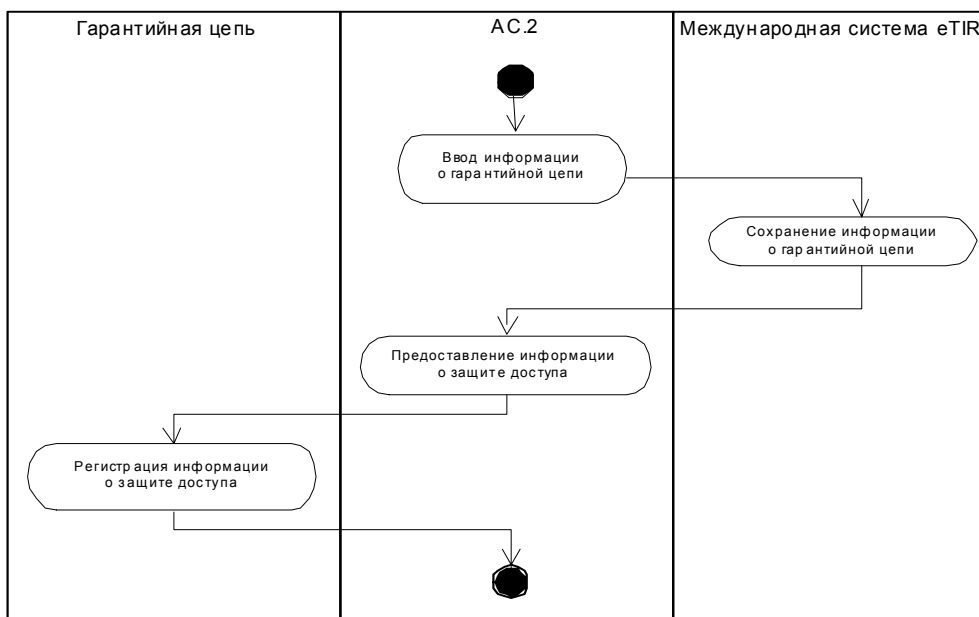 Гарантийная цепь
АС.2
Международная система eTIR
Ввод информации
о гарантийной цепи
Сохранение информации
о гарантийной цепи
Предоставление информации
о защите доступа
Регистрация информации
о защите доступа